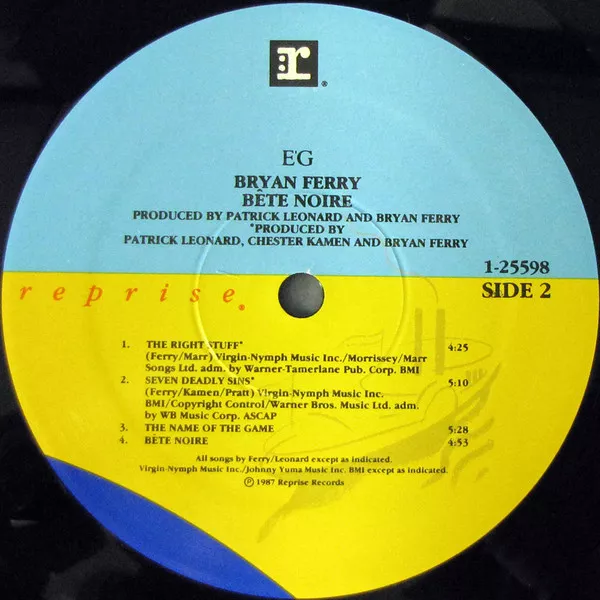 r
®
E'G
BRYAN FERRY
BÊTE NOIRE
PRODUCED BY PATRICK LEONARD AND BRYAN FERRY
*PRODUCED BY
PATRICK LEONARD, CHESTER KAMEN AND BRYAN FERRY
1-25598
reprise®
SIDE 2
1. THE RIGHT STUFF* 4:25
(Ferry/Marr) Virgin-Nymph Music Inc./Morrissey/Marr
Songs Ltd. adm. by Warner-Tamerlane Pub. Corp. BMI
2. SEVEN DEADLY SINS* 5:10
(Ferry/Kamen/Pratt) Virgin-Nymph Music Inc.
BMI/Copyright Control/Warner Bros. Music Ltd. adm.
by WB Music Corp. ASCAP
3. THE NAME OF THE GAME 5:28
4. BÊTE NOIRE 4:53
All songs by Ferry/Leonard except as indicated.
Virgin-Nymph Music Inc./Johnny Yuma Music Inc. BMI except as indicated.
℗ 1987 Reprise Records